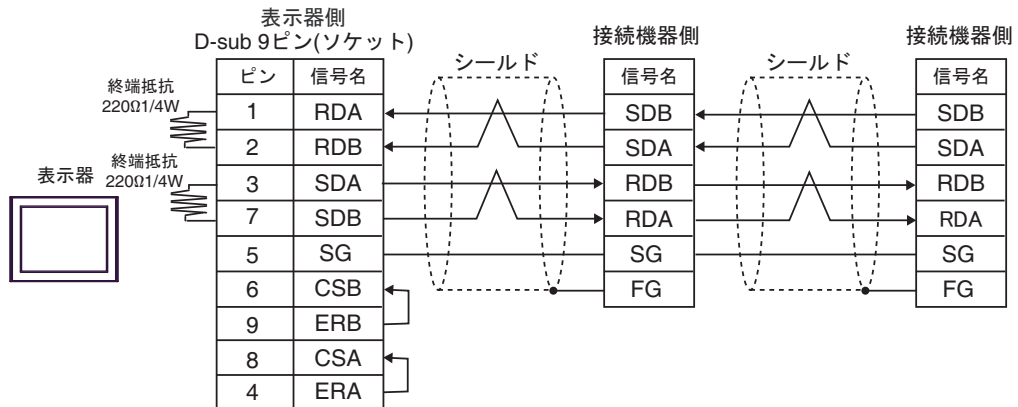 表示器側
D-sub 9ピン(ソケット)
接続機器側
接続機器側
シールド
シールド
終端抵抗
220Ω1/4W
終端抵抗
220Ω1/4W
表示器
ピン 信号名 信号名 信号名
1 RDA SDB SDB
2 RDB SDA SDA
3 SDA RDB RDB
7 SDB RDA RDA
5 SG SG SG
6 CSB FG FG
9 ERB
8 CSA
4 ERA